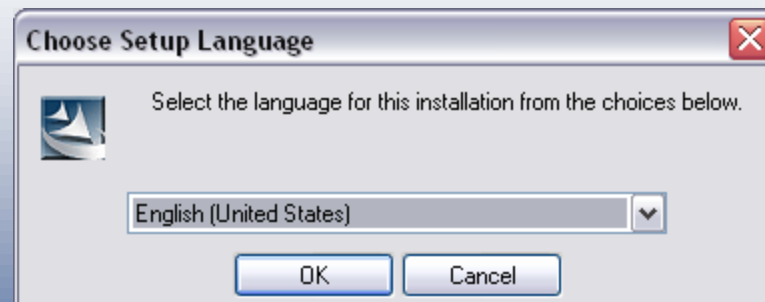 Choose Setup Language
Select the language for this installation from the choices below.
English (United States)
OK
Cancel